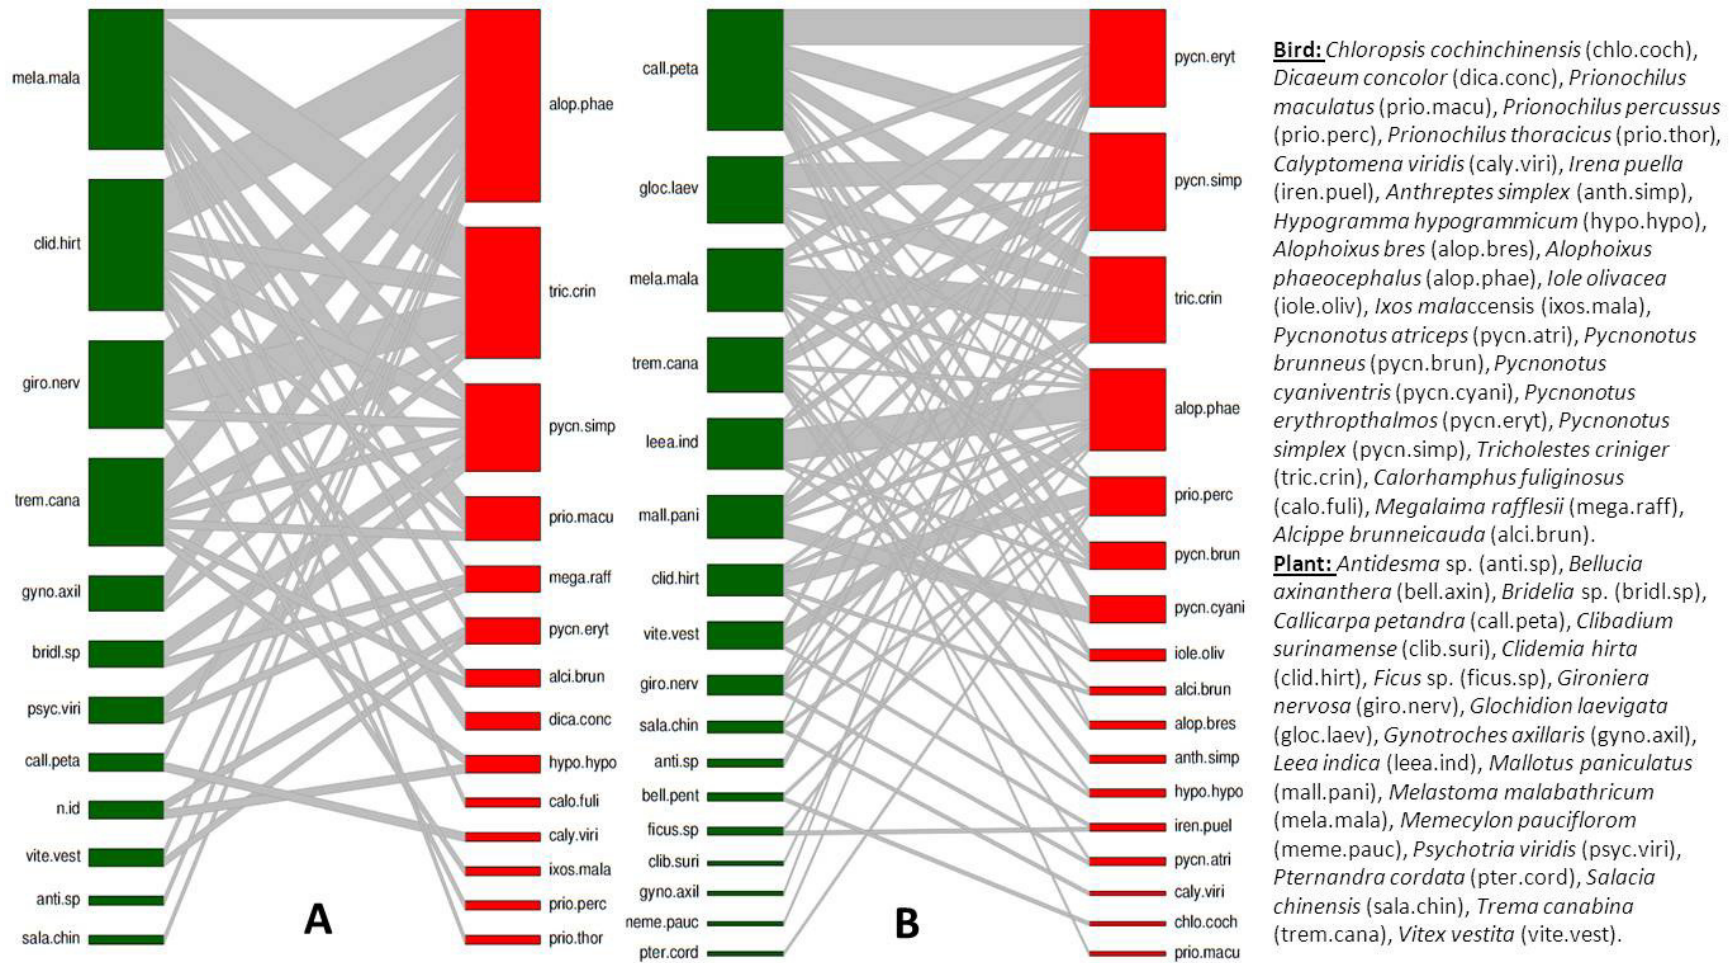 mela.mala
clid.hirt
giro.nerv
trem.cana
gyno.axil
bridl.sp
psyc.viri
call.peta
n.id
vite.vest
anti.sp
sala.chin
alop.phae
tric.crin
pycn.simp
prio.macu
mega.raff
pycn.eryt
alci.brun
dica.conc
hypo.hypo
calo.fuli
caly.viri
ixos.mala
prio.perc
prio.thor
A
call.peta
gloc.laev
mela.mala
trem.cana
leea.ind
mall.pani
clid.hirt
vite.vest
giro.nerv
sala.chin
anti.sp
bell.pent
ficus.sp
clib.suri
gyno.axil
neme.pauc
pter.cord
pycn.eryt
pycn.simp
tric.crin
alop.phae
prio.perc
pycn.brun
pycn.cyani
iole.oliv
alci.brun
alop.bres
anth.simp
hypo.hypo
iren.puel
pycn.atri
caly.viri
chlo.coch
prio.macu
B
Bird: Chloropsis cochinchinensis (chlo.coch),
Dicaeum concolor (dica.conc), Prionochilus
maculatus (prio.macu), Prionochilus percussus
(prio.perc), Prionochilus thoracicus (prio.thor),
Calyptomena viridis (caly.viri), Irena puella
(iren.puel), Anthreptes simplex (anth.simp),
Hypogramma hypogrammicum (hypo.hypo),
Alophoixus bres (alop.bres), Alophoixus
phaeocephalus (alop.phae), Iole olivacea
(iole.oliv), Ixos malaccensis (ixos.mala),
Pycnonotus atriceps (pycn.atri), Pycnonotus
brunneus (pycn.brun), Pycnonotus
cyaniventris (pycn.cyani), Pycnonotus
erythropthalmos (pycn.eryt), Pycnonotus
simplex (pycn.simp), Tricholestes criniger
(tric.crin), Calorhamphus fuliginosus
(calo.fuli), Megalaima rafflesii (mega.raff),
Alcippe brunneicauda (alci.brun).
Plant: Antidesma sp. (anti.sp), Bellucia
axinanthera (bell.axin), Bridelia sp. (bridl.sp),
Callicarpa petandra (call.peta), Clibadium
surinamense (clib.suri), Clidemia hirta
(clid.hirt), Ficus sp. (ficus.sp), Gironiera
nervosa (giro.nerv), Glochidion laevigata
(gloc.laev), Gynotroches axillaris (gyno.axil),
Leea indica (leea.ind), Mallotus paniculatus
(mall.pani), Melastoma malabathricum
(mela.mala), Memecylon pauciflorom
(meme.pauc), Psychotria viridis (psyc.viri),
Pternandra cordata (pter.cord), Salacia
chinensis (sala.chin), Trema canabina
(trem.cana), Vitex vestita (vite.vest).